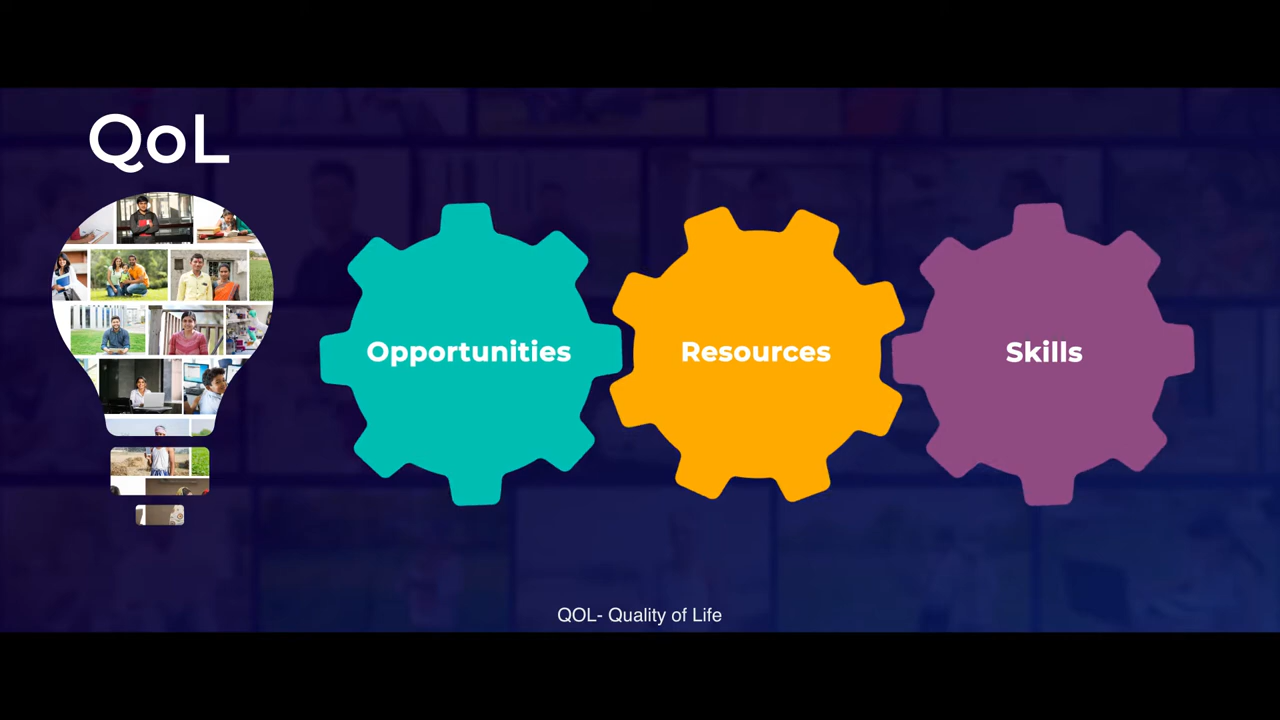 QoL
Opportunities
Resources
Skills
QOL- Quality of Life